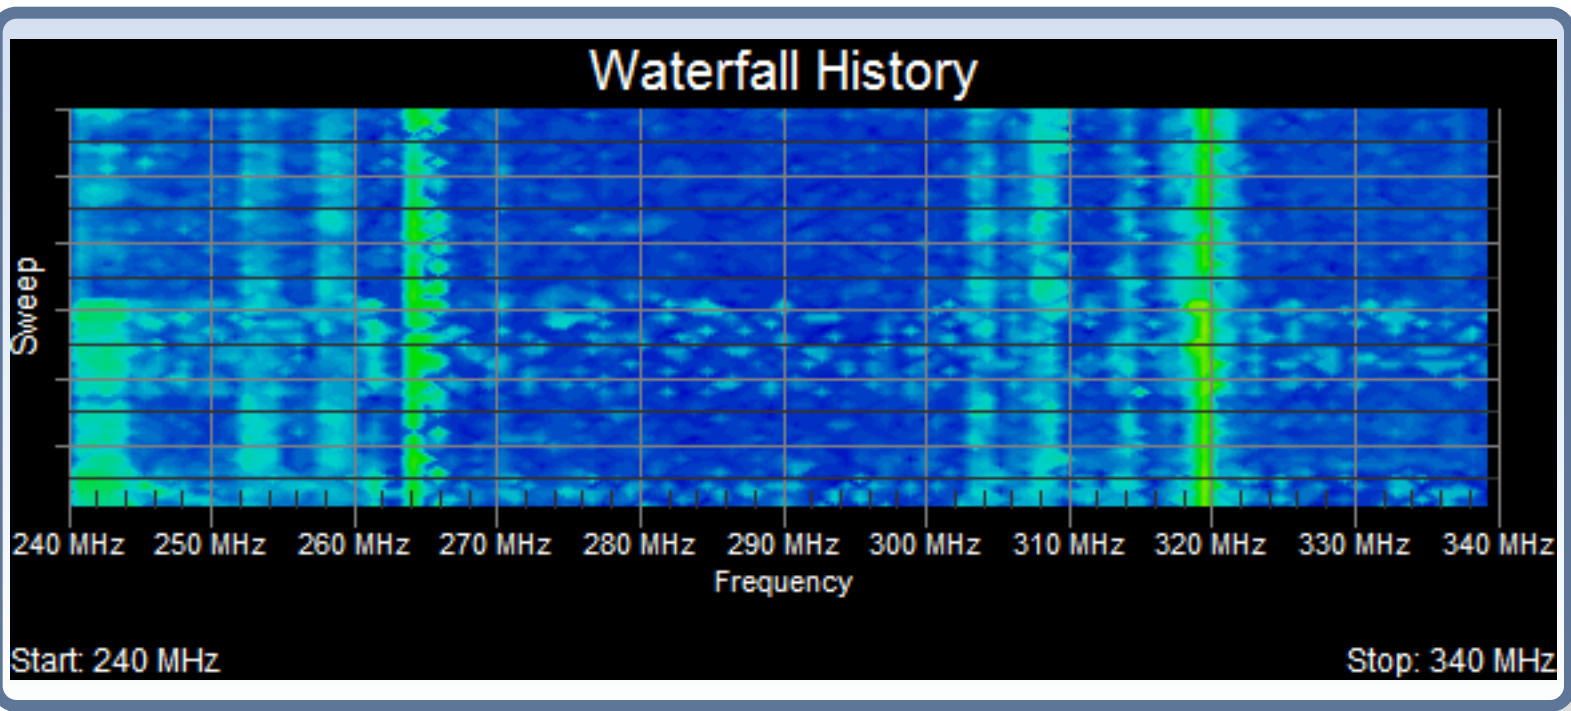 Waterfall History
Sweep
240 MHz 250 MHz 260 MHz 270 MHz 280 MHz 290 MHz 300 MHz 310 MHz 320 MHz 330 MHz 340 MHz
Frequency
Start: 240 MHz Stop: 340 MHz